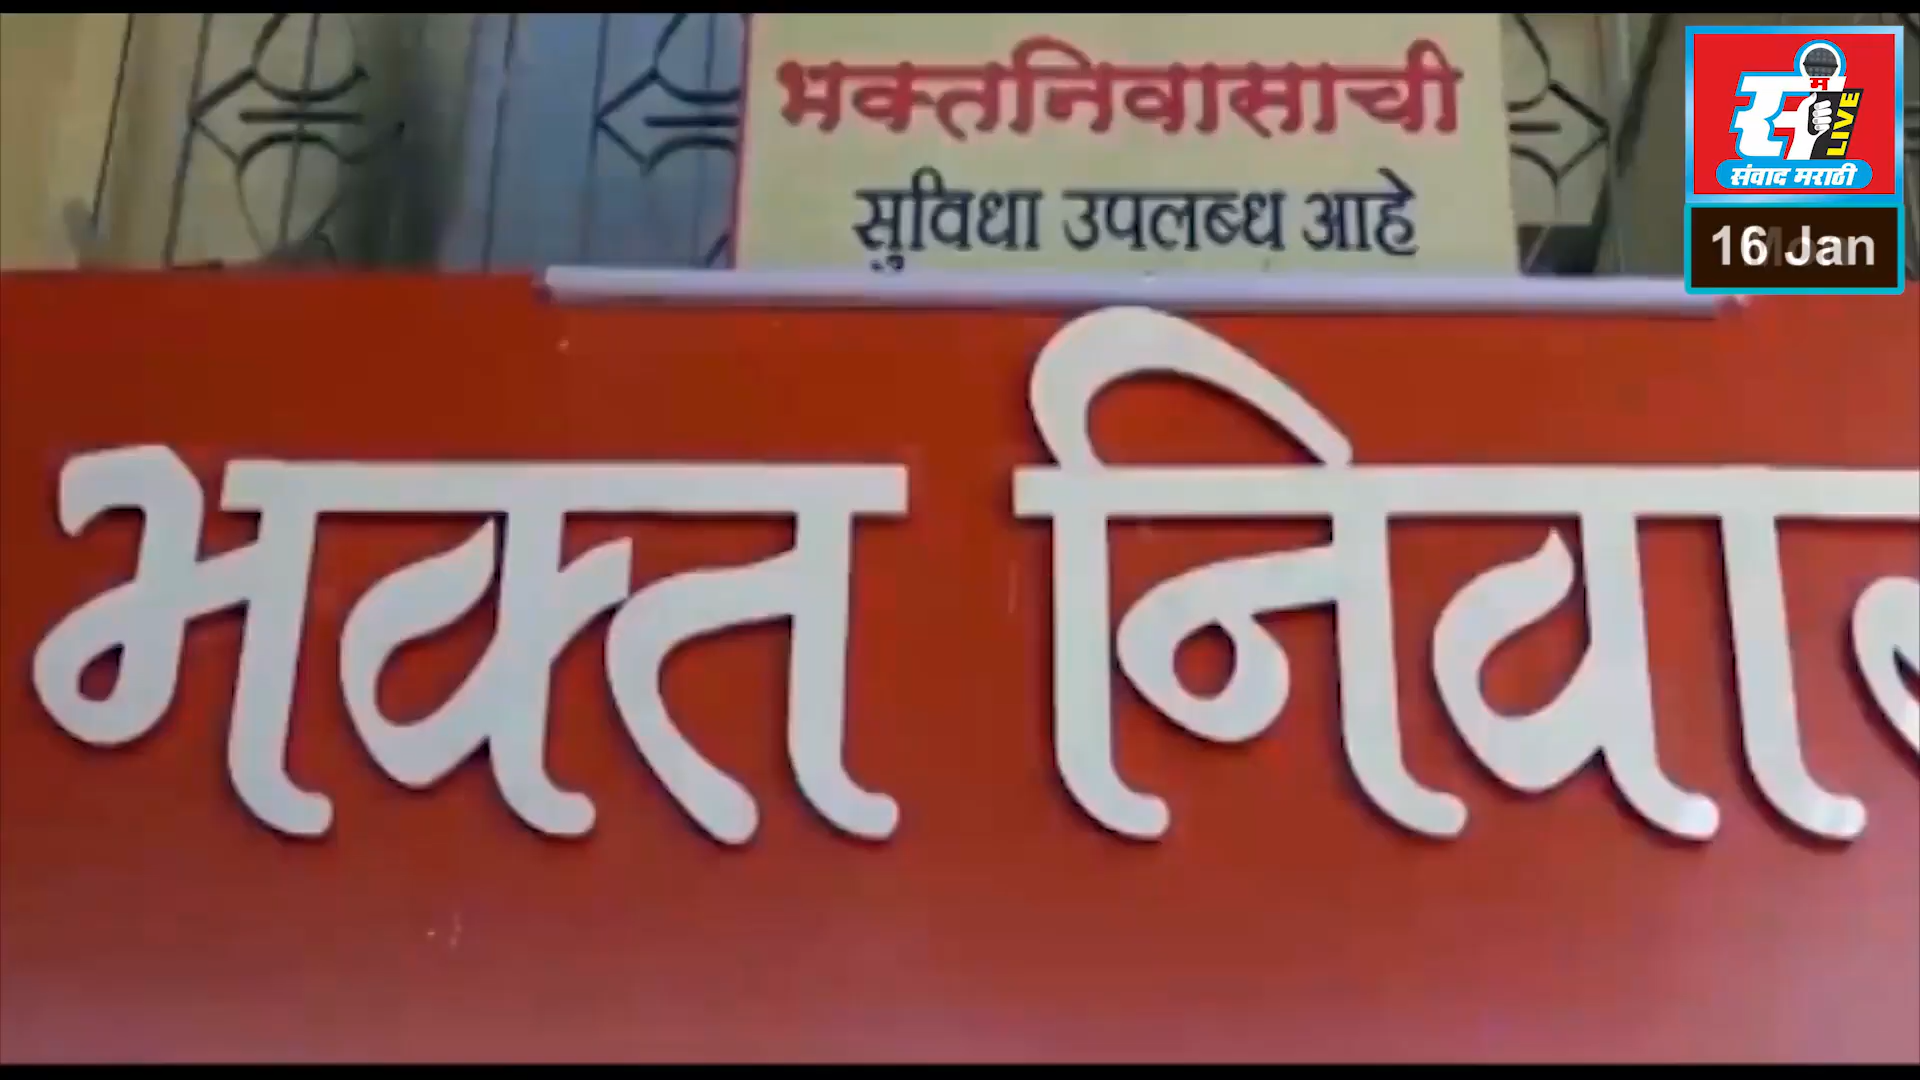 भक्तनिवासाची
सुविधा उपलब्ध आहे
म
LIVE
संवाद मराठी
16 Jan
भक्त निवा